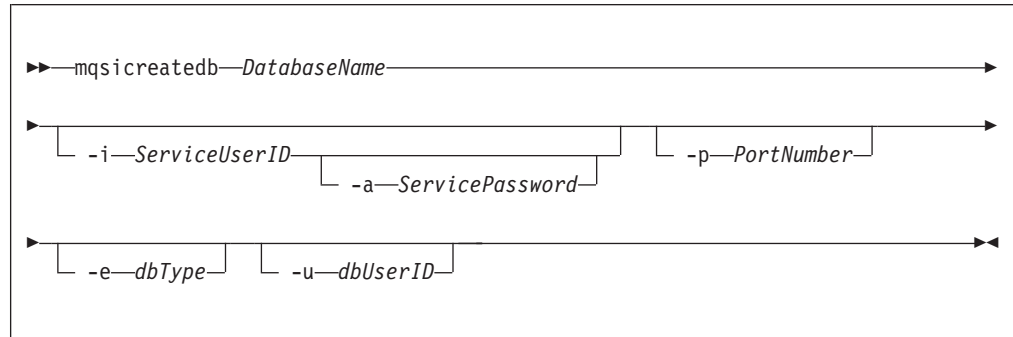 mqsicreatedb DatabaseName
-i ServiceUserID -p PortNumber
-a ServicePassword
-e dbType -u dbUserID